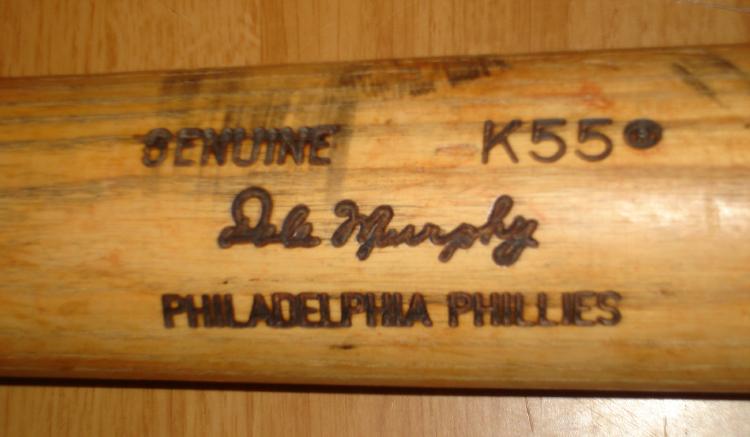 GENUINE K55®
Dale Murphy
PHILADELPHIA PHILLIES